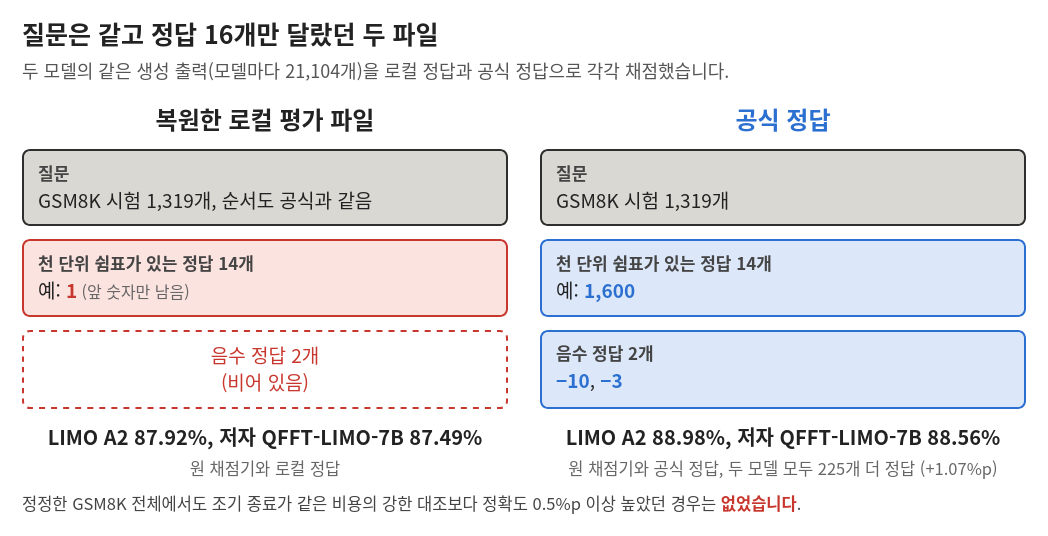 질문은 같고 정답 16개만 달랐던 두 파일
두 모델의 같은 생성 출력(모델마다 21,104개)을 로컬 정답과 공식 정답으로 각각 채점했습니다.
복원한 로컬 평가 파일
질문
GSM8K 시험 1,319개, 순서도 공식과 같음
천 단위 쉼표가 있는 정답 14개
예: 1 (앞 숫자만 남음)
음수 정답 2개
(비어 있음)
LIMO A2 87.92%, 저자 QFFT-LIMO-7B 87.49%
원 채점기와 로컬 정답
공식 정답
질문
GSM8K 시험 1,319개
천 단위 쉼표가 있는 정답 14개
예: 1,600
음수 정답 2개
−10, −3
LIMO A2 88.98%, 저자 QFFT-LIMO-7B 88.56%
원 채점기와 공식 정답, 두 모델 모두 225개 더 정답 (+1.07%p)
정정한 GSM8K 전체에서도 조기 종료가 같은 비용의 강한 대조보다 정확도 0.5%p 이상 높았던 경우는 없었습니다.